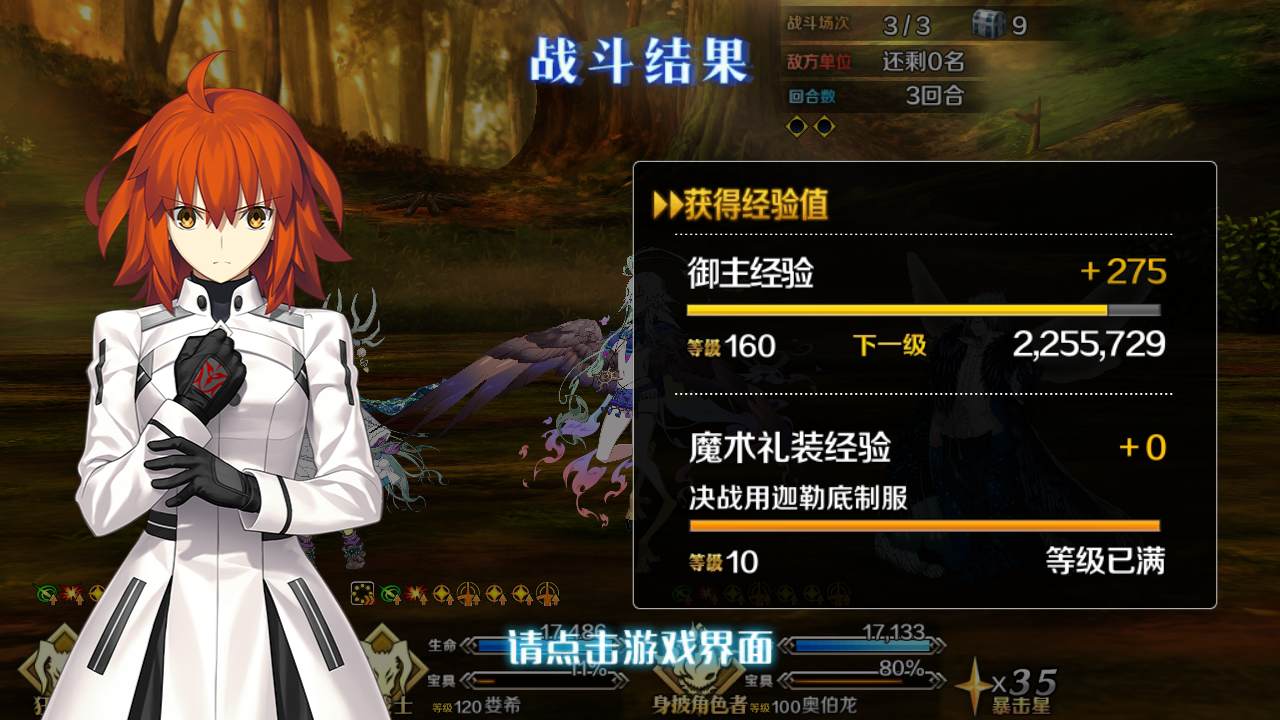 战斗结果
战斗场次 3/3 9
敌方单位 还剩0名
回合数 3回合
获得经验值
御主经验 +275
等级160 下一级 2,255,729
魔术礼装经验 +0
决战用迦勒底制服
等级10 等级已满
请点击游戏界面
生命 17,486 17,133
宝具 11% 宝具 80%
狂 士 等级120 娄希 身披角色者 等级100 奥伯龙
x35
暴击星